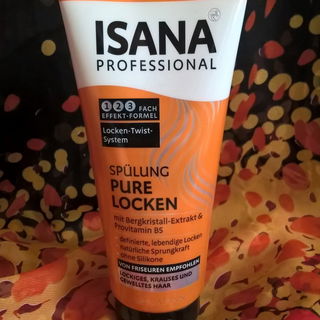 ISANA®
PROFESSIONAL
1 2 3 FACH
EFFEKT-FORMEL
Locken-Twist-
System
SPÜLUNG
PURE
LOCKEN
mit Bergkristall-Extrakt &
Provitamin B5
definierte, lebendige Locken
natürliche Sprungkraft
ohne Silikone
VON FRISEUREN EMPFOHLEN
LOCKIGES, KRAUSES UND
GEWELLTES HAAR